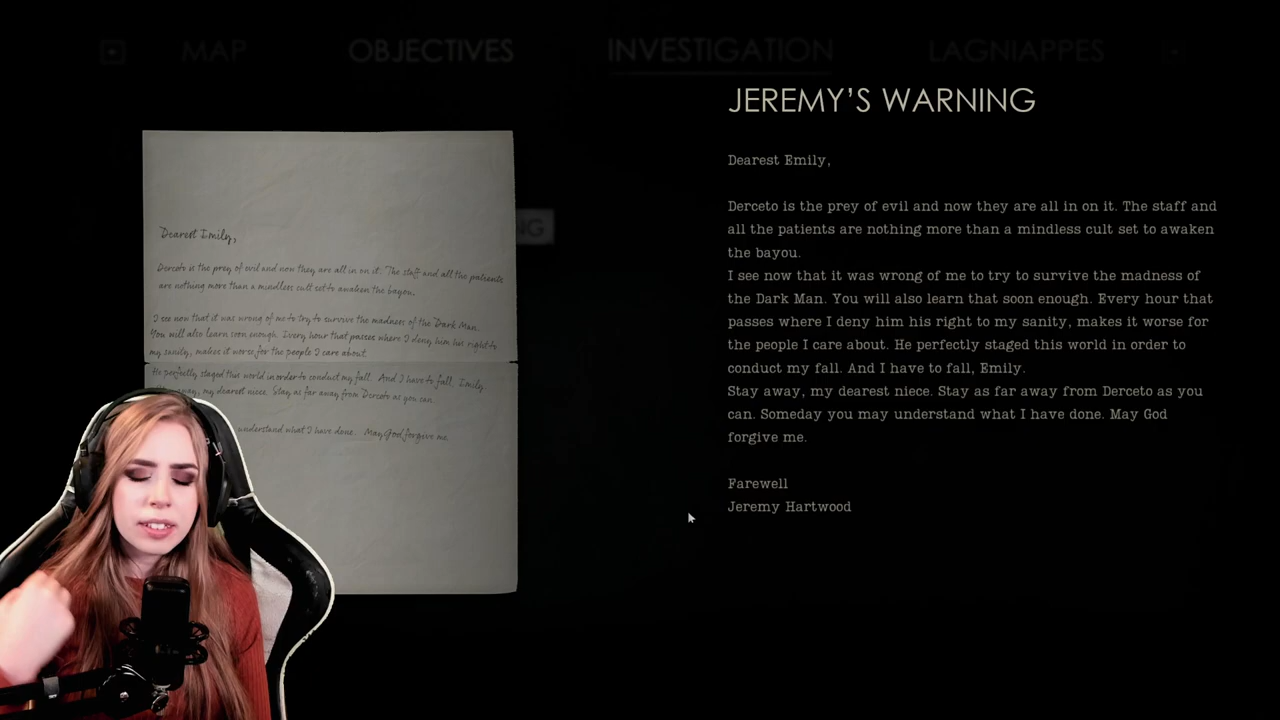 MAP OBJECTIVES INVESTIGATION LAGNIAPPES
JEREMY'S WARNING
Dearest Emily,
Derceto is the prey of evil and now they are all in on it. The staff and all the patients
are nothing more than a mindless cult set to awaken the bayou.
I see now that it was wrong of me to try to survive the madness of the Dark Man.
You will also learn soon enough. Every hour that passes where I deny him his right to
my sanity, makes it worse for the people I care about.
He perfectly staged this world in order to conduct my fall. And I have to fall, Emily.
away, my dearest niece. Stay as far away from Derceto as you can.
understand what I have done. May God forgive me.
NG
Dearest Emily,
Derceto is the prey of evil and now they are all in on it. The staff and
all the patients are nothing more than a mindless cult set to awaken
the bayou.
I see now that it was wrong of me to try to survive the madness of
the Dark Man. You will also learn that soon enough. Every hour that
passes where I deny him his right to my sanity, makes it worse for
the people I care about. He perfectly staged this world in order to
conduct my fall. And I have to fall, Emily.
Stay away, my dearest niece. Stay as far away from Derceto as you
can. Someday you may understand what I have done. May God
forgive me.
Farewell
Jeremy Hartwood